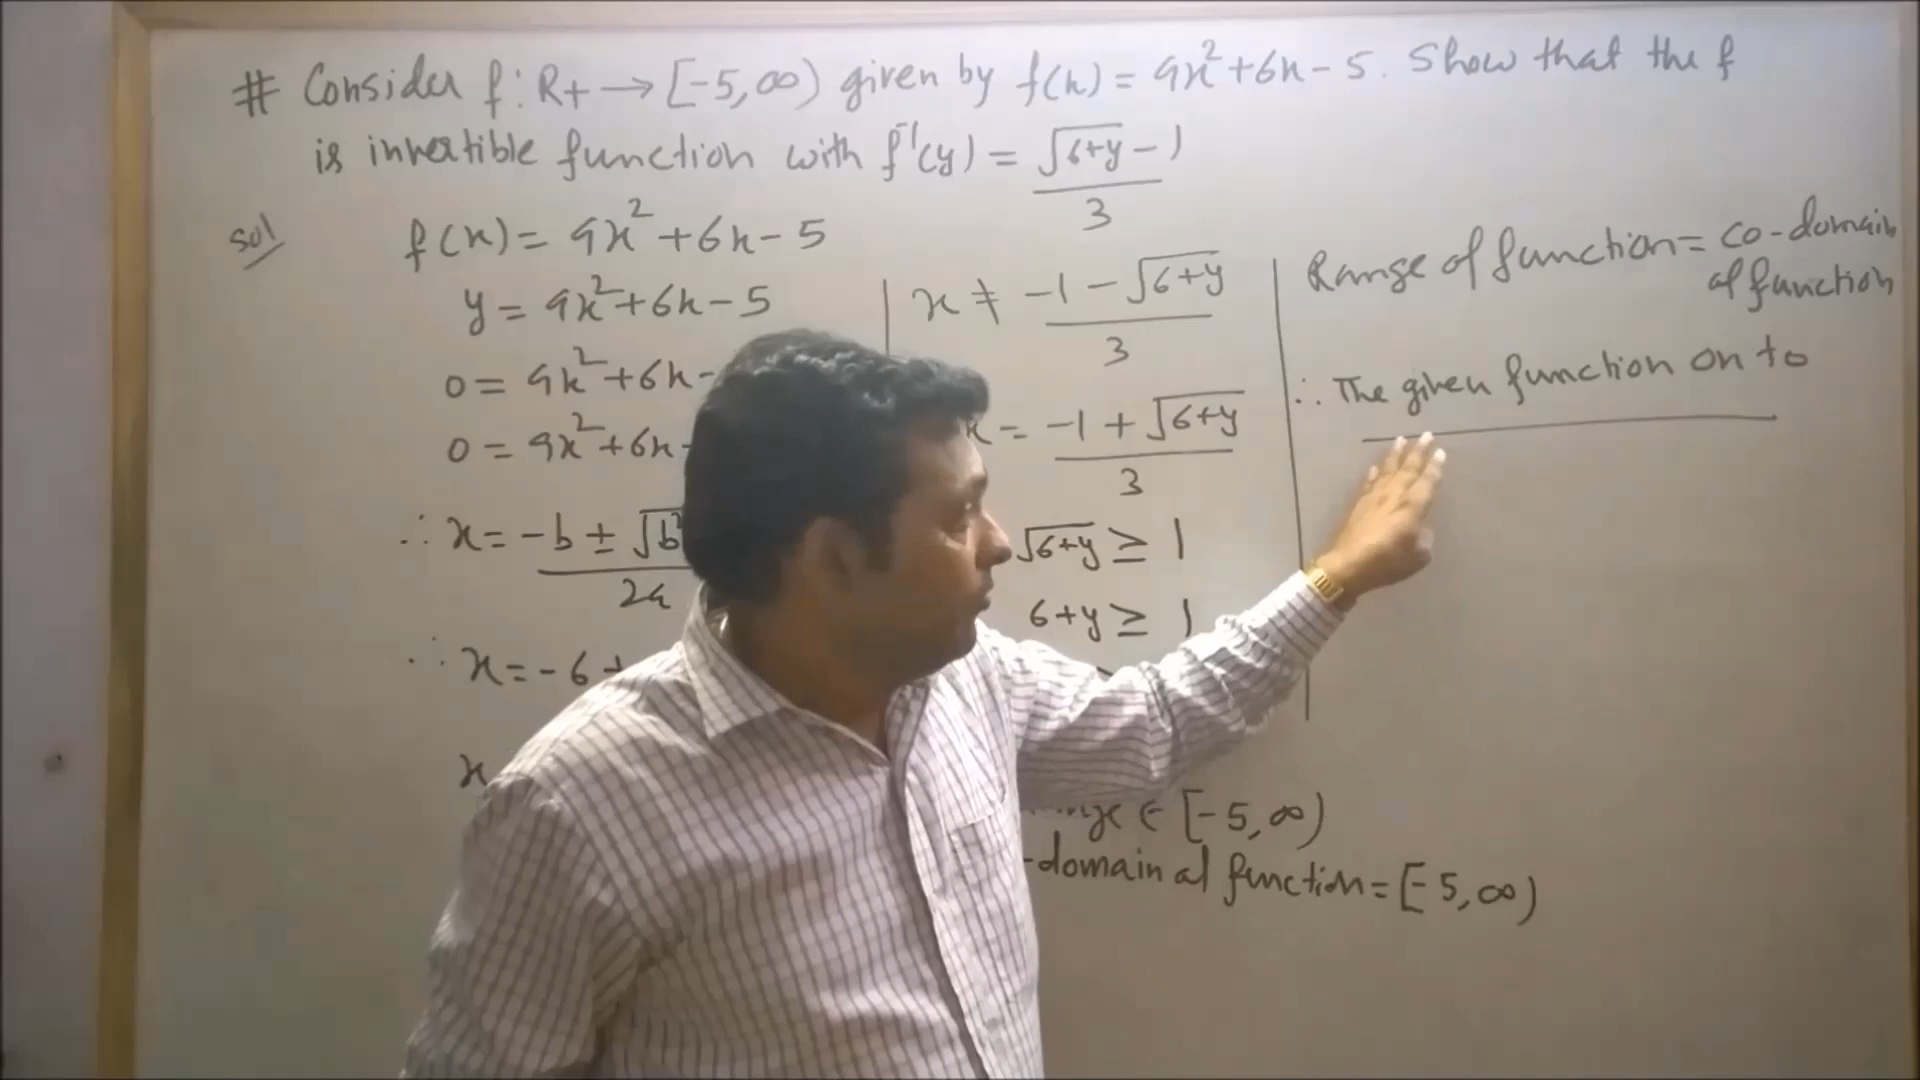 # Consider f : R+ → [-5, ∞) given by f(x) = 9x² + 6x - 5. Show that the f
is invertible function with f⁻¹(y) = (√(6+y) - 1)/3
Sol
f(x) = 9x² + 6x - 5
y = 9x² + 6x - 5
0 = 9x² + 6x -
0 = 9x² + 6x -
∴ x = -b ± √b²
2a
∴ x = -6 +
x
x ≠ (-1 - √(6+y))/3
x = (-1 + √(6+y))/3
√(6+y) ≥ 1
6+y ≥ 1
∈ [-5, ∞)
-domain of function = [-5, ∞)
Range of function = Co-domain
of function
∴ The given function on to